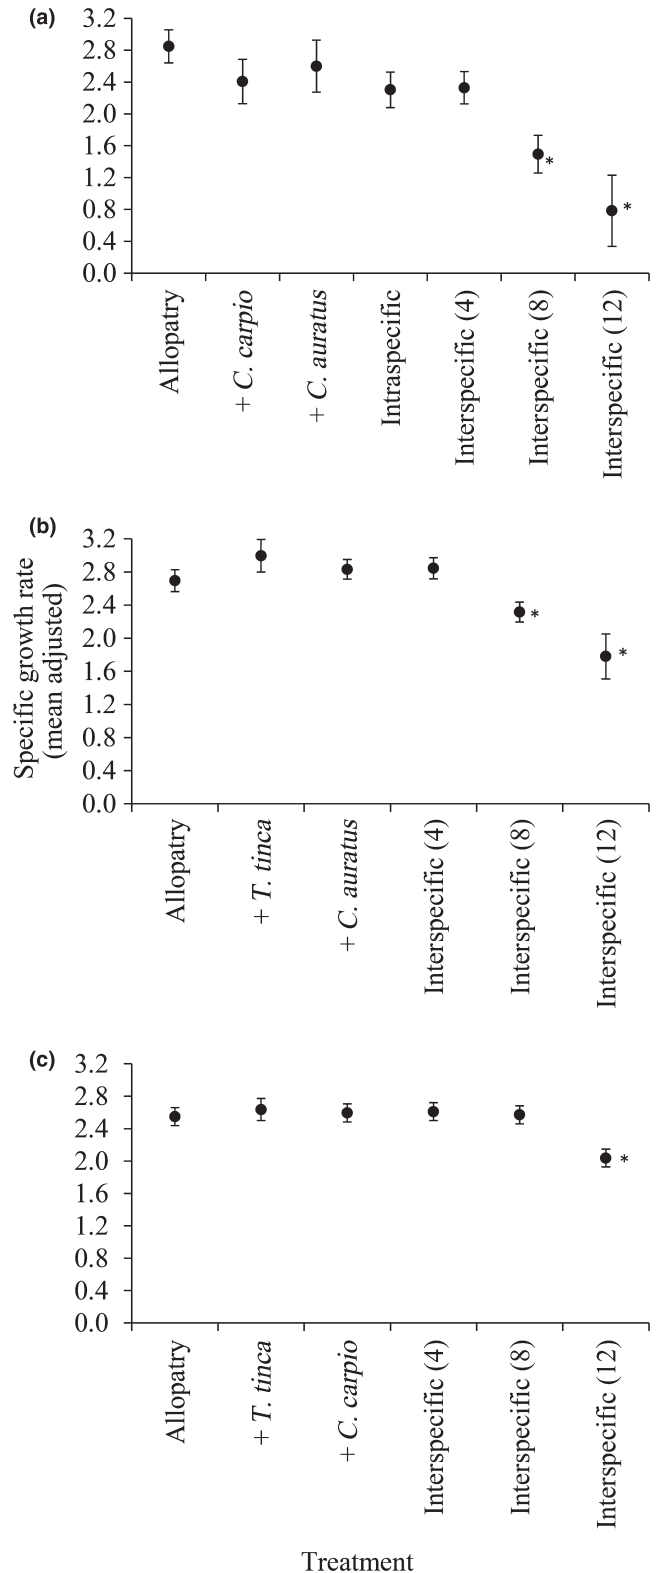 (a)
3.2
2.8
2.4
2.0
1.6
1.2
0.8
0.4
0.0
*
*
Allopatry
+ C. carpio
+ C. auratus
Intraspecific
Interspecific (4)
Interspecific (8)
Interspecific (12)
(b)
Specific growth rate
(mean adjusted)
3.2
2.8
2.4
2.0
1.6
1.2
0.8
0.4
0.0
*
*
Allopatry
+ T. tinca
+ C. auratus
Interspecific (4)
Interspecific (8)
Interspecific (12)
(c)
3.2
2.8
2.4
2.0
1.6
1.2
0.8
0.4
0.0
*
Allopatry
+ T. tinca
+ C. carpio
Interspecific (4)
Interspecific (8)
Interspecific (12)
Treatment